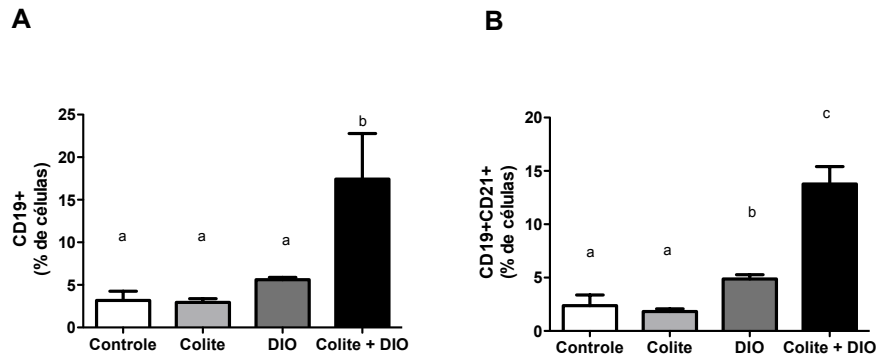 A
CD19+
(% de células)
25
20
15
10
5
0
a
a
a
b
Controle
Colite
DIO
Colite + DIO
B
CD19+CD21+
(% de células)
20
15
10
5
0
a
a
b
c
Controle
Colite
DIO
Colite + DIO